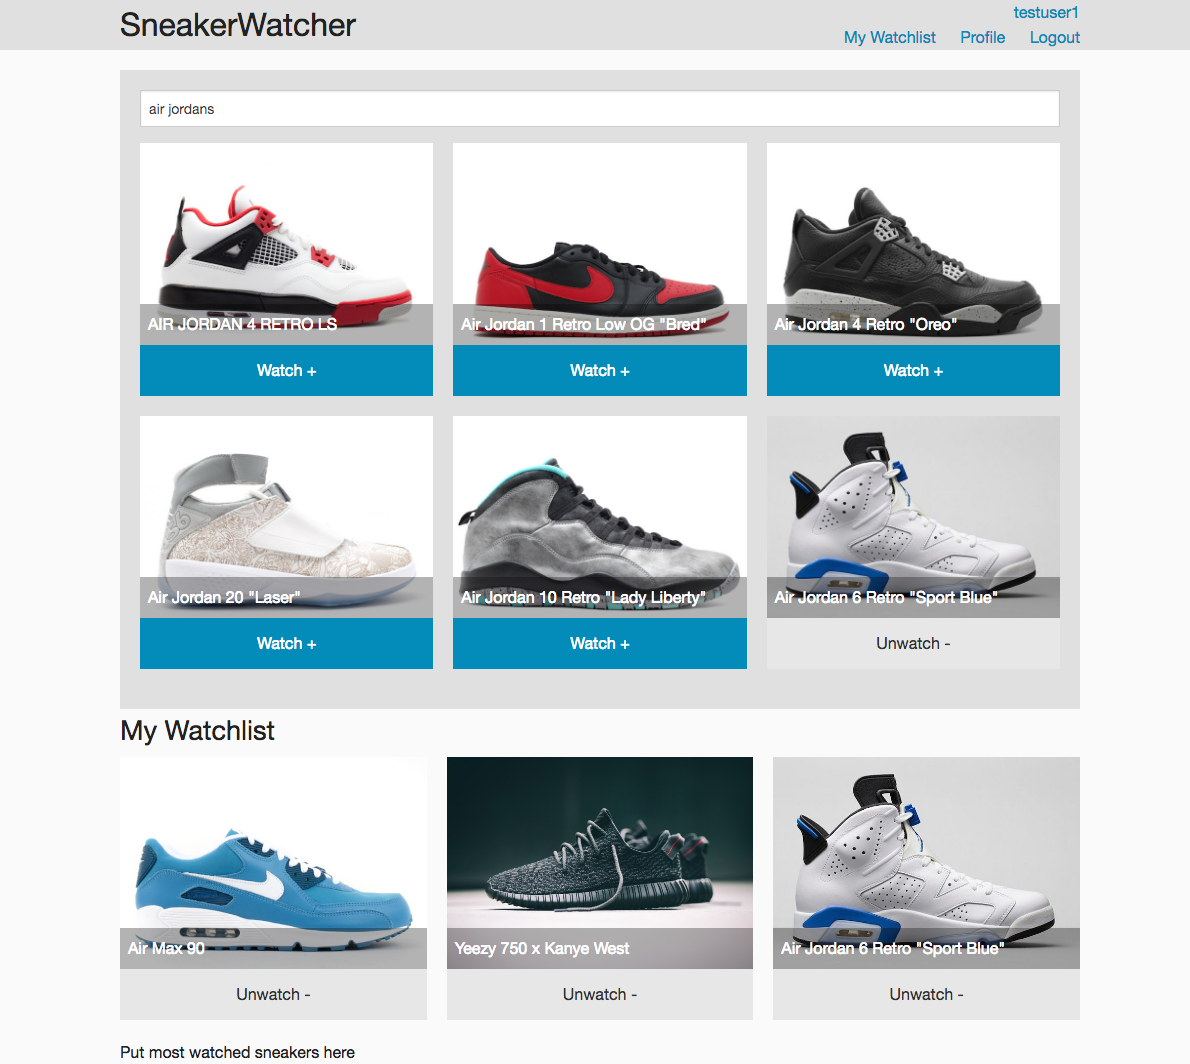 SneakerWatcher
testuser1
My Watchlist Profile Logout
air jordans
AIR JORDAN 4 RETRO LS
Air Jordan 1 Retro Low OG "Bred"
Air Jordan 4 Retro "Oreo"
Watch +
Watch +
Watch +
Air Jordan 20 "Laser"
Air Jordan 10 Retro "Lady Liberty"
Air Jordan 6 Retro "Sport Blue"
Watch +
Watch +
Unwatch -
My Watchlist
Air Max 90
Yeezy 750 x Kanye West
Air Jordan 6 Retro "Sport Blue"
Unwatch -
Unwatch -
Unwatch -
Put most watched sneakers here